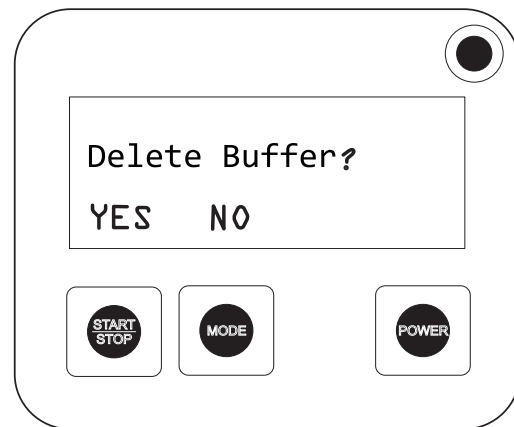 Delete Buffer?
YES NO
START
STOP
MODE
POWER